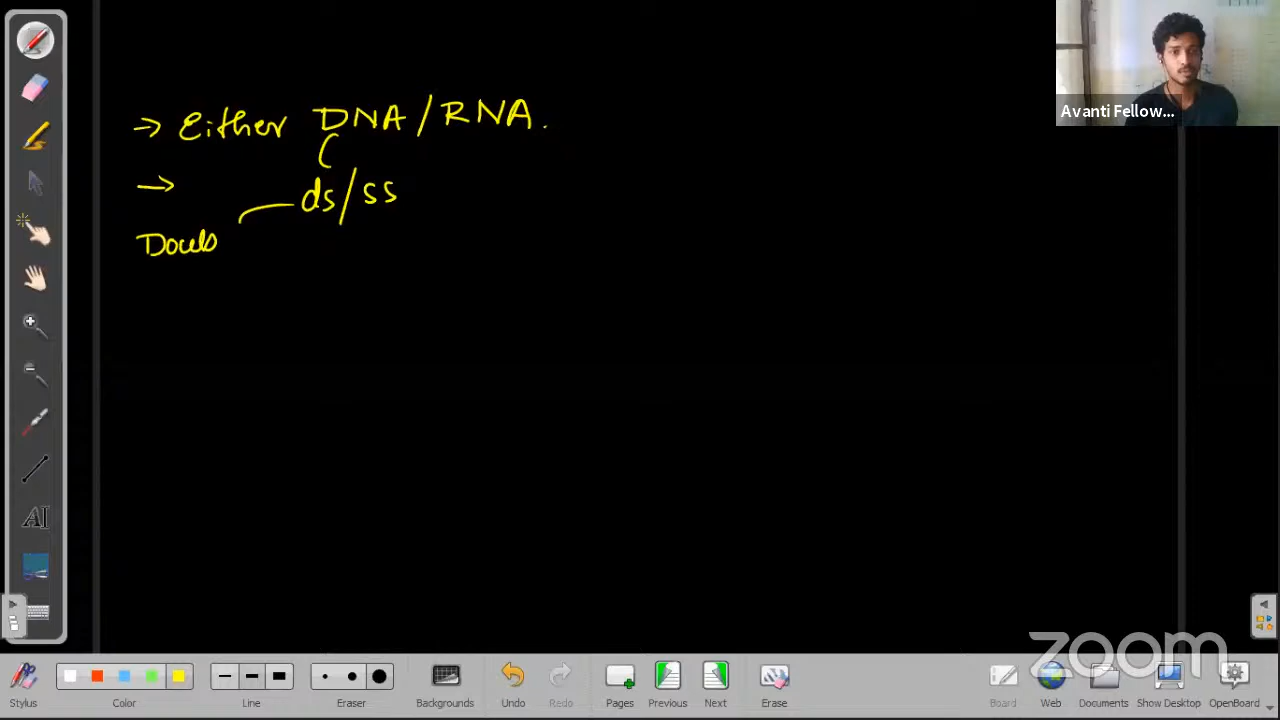 → Either DNA / RNA.
→
ds/ss
Doub
Avanti Fellow...
zoom
Stylus
Color
Line
Eraser
Backgrounds
Undo
Redo
Pages
Previous
Next
Erase
Board
Web
Documents
Show Desktop
OpenBoard